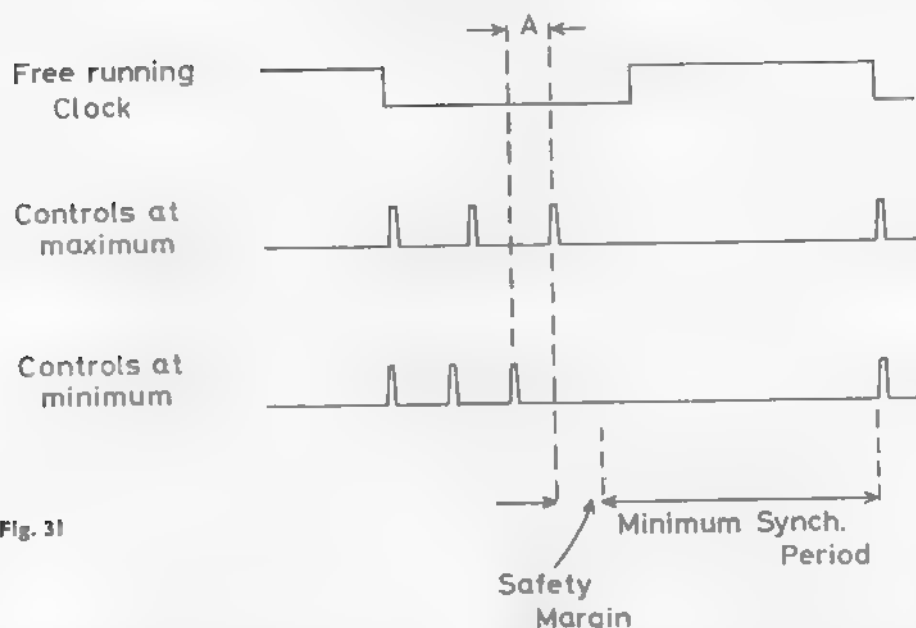 A
Free running
Clock
Controls at
maximum
Controls at
minimum
Fig. 31
Minimum Synch.
Period
Safety
Margin